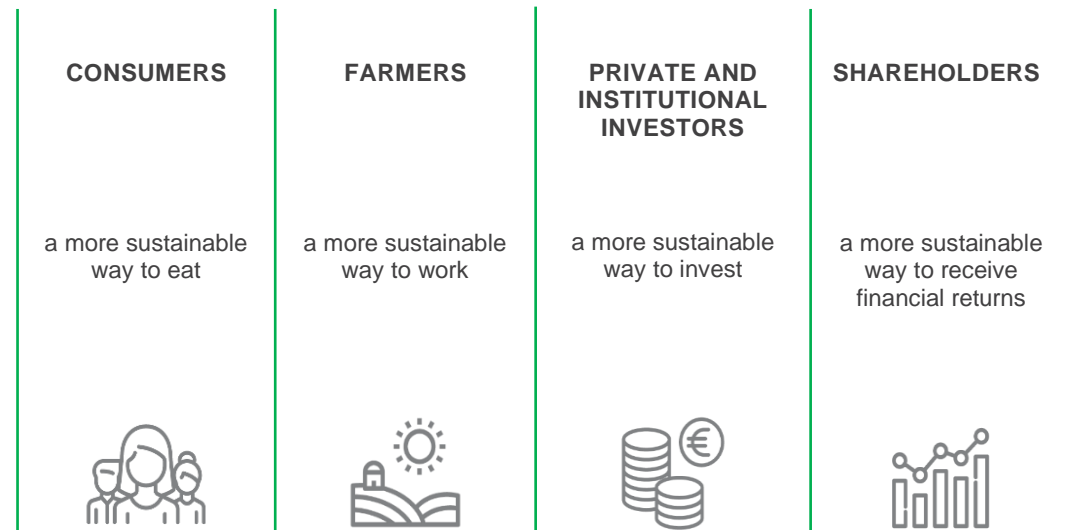 CONSUMERS
a more sustainable
way to eat
FARMERS
a more sustainable
way to work
PRIVATE AND
INSTITUTIONAL
INVESTORS
a more sustainable
way to invest
€
SHAREHOLDERS
a more sustainable
way to receive
financial returns